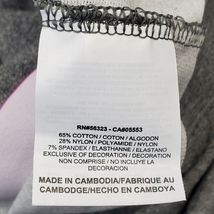 RN#56323 - CA#05553
65% COTTON / COTON / ALGODON
28% NYLON / POLYAMIDE / NYLON
7% SPANDEX / ELASTHANNE / ELASTANO
EXCLUSIVE OF DECORATION / DECORATION
NON COMPRISE / NO INCLUYE LA
DECORACION
MADE IN CAMBODIA/FABRIQUE AU
CAMBODGE/HECHO EN CAMBOYA